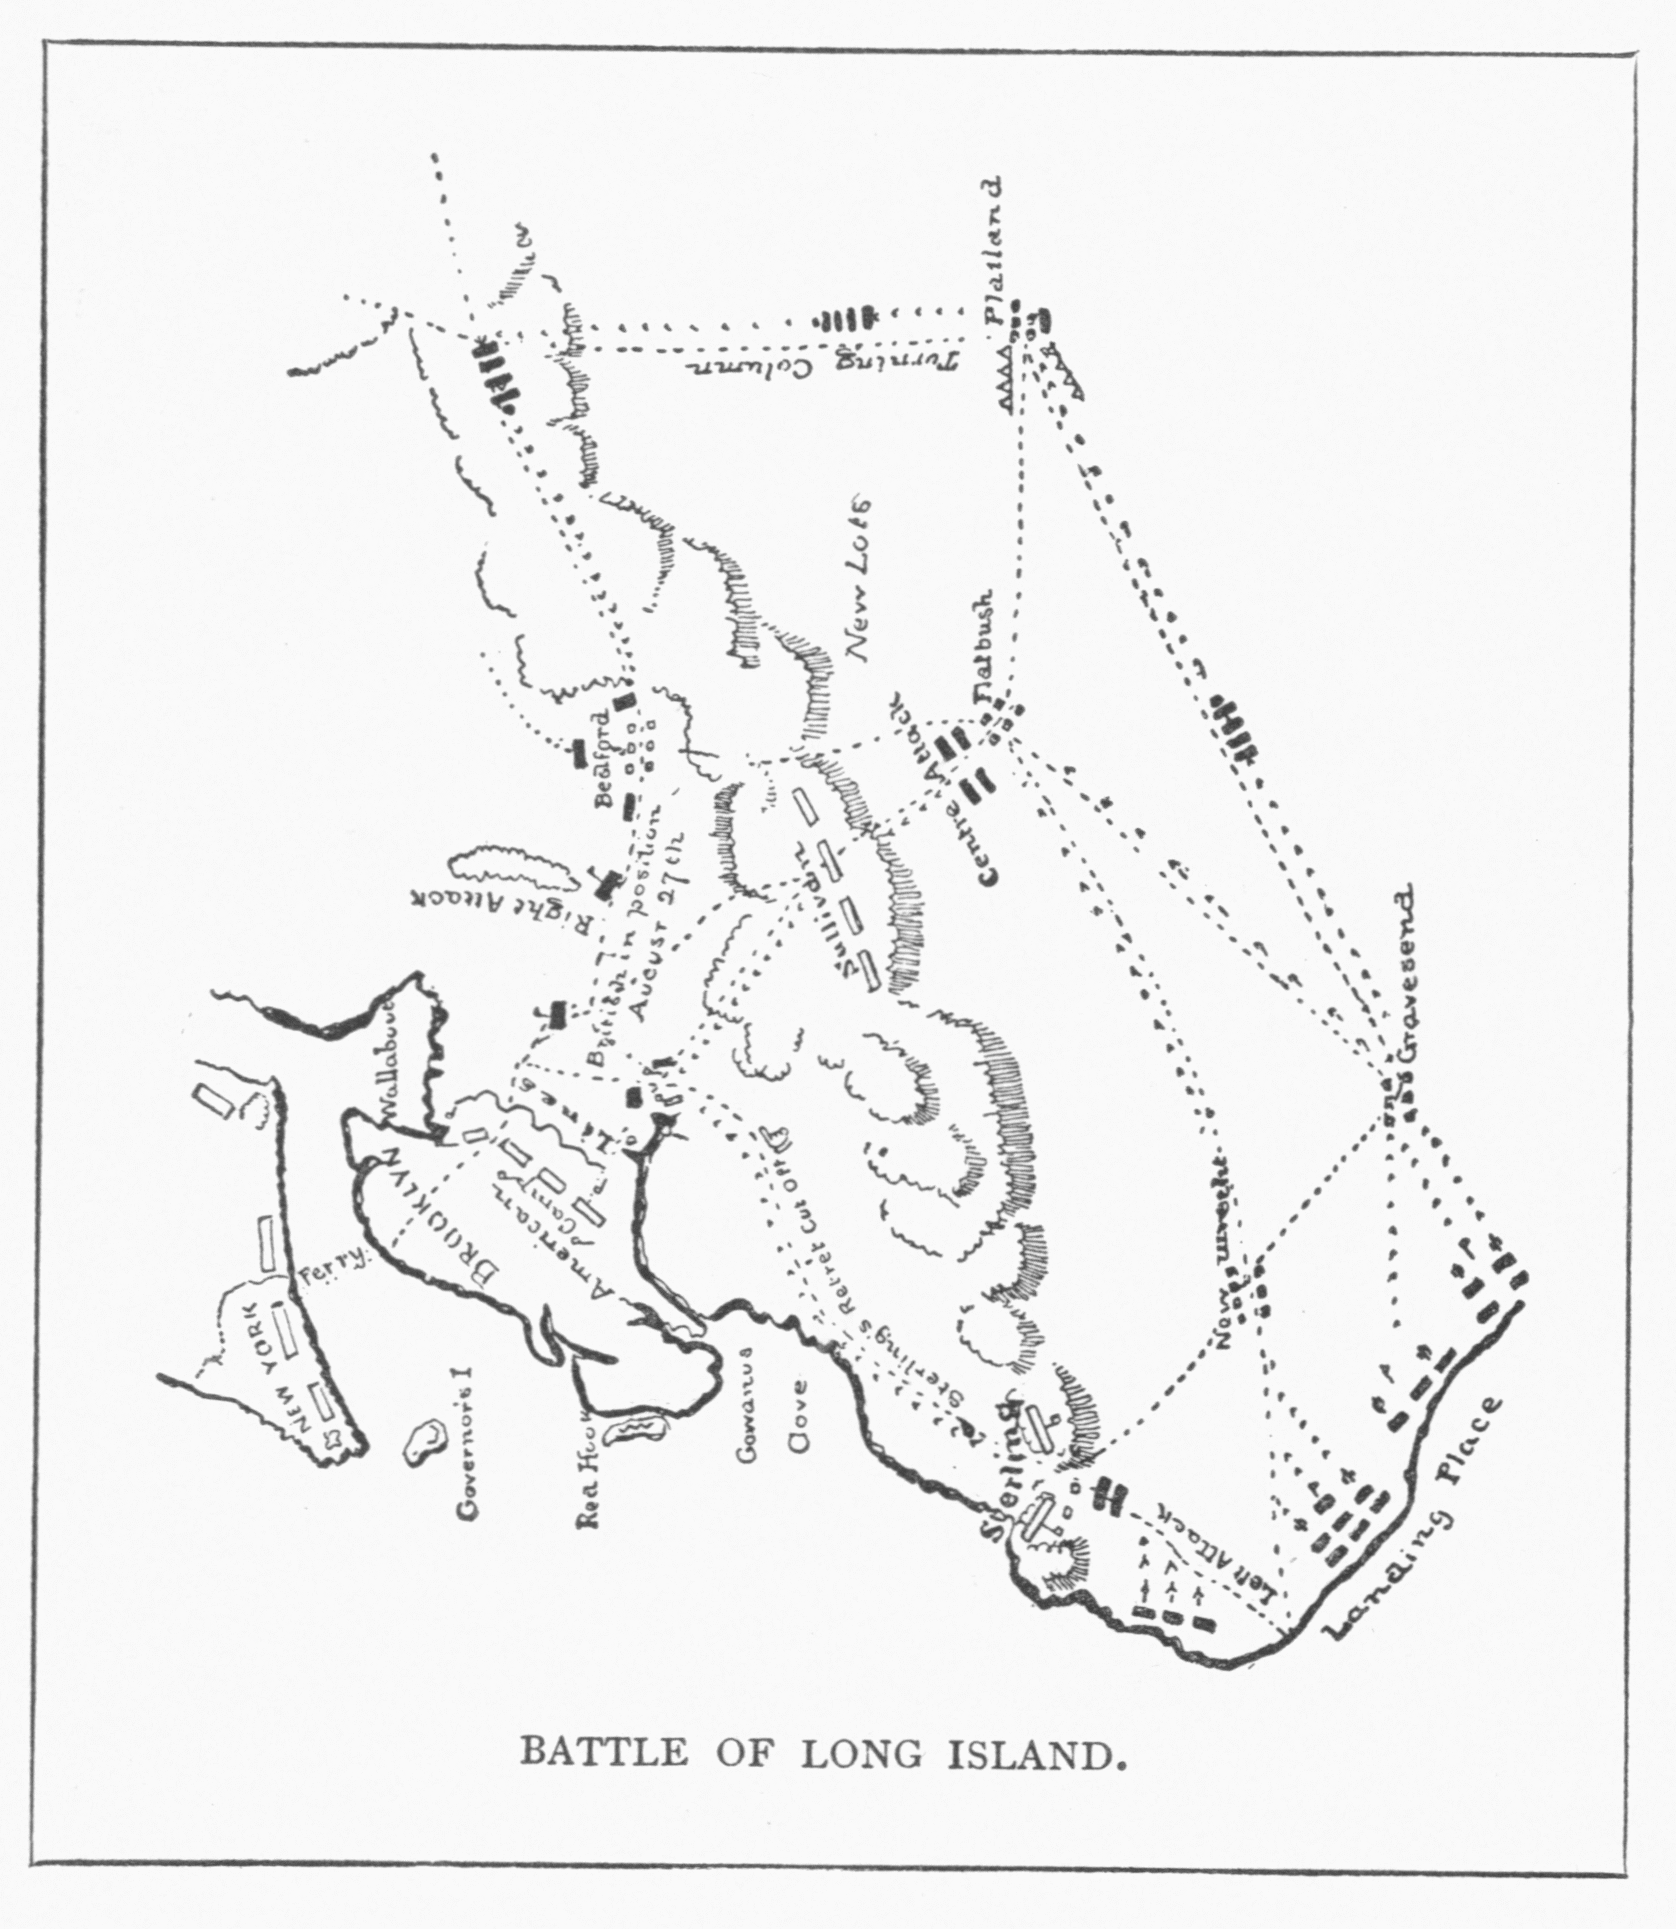 Flatland
Turning Column
New Lots
Flatbush
Centre Attack
Bedford
Right Attack
British in position
August 27th
Sullivan
Wallabout
Lines
BROOKLYN
American
Camp
Ferry
NEW YORK
Governor's I
Red Hook
Gowanus
Cove
Sterling's Retret Cut Off
Sterling
Gravesend
New Utrecht
Left Attack
Landing Place
BATTLE OF LONG ISLAND.